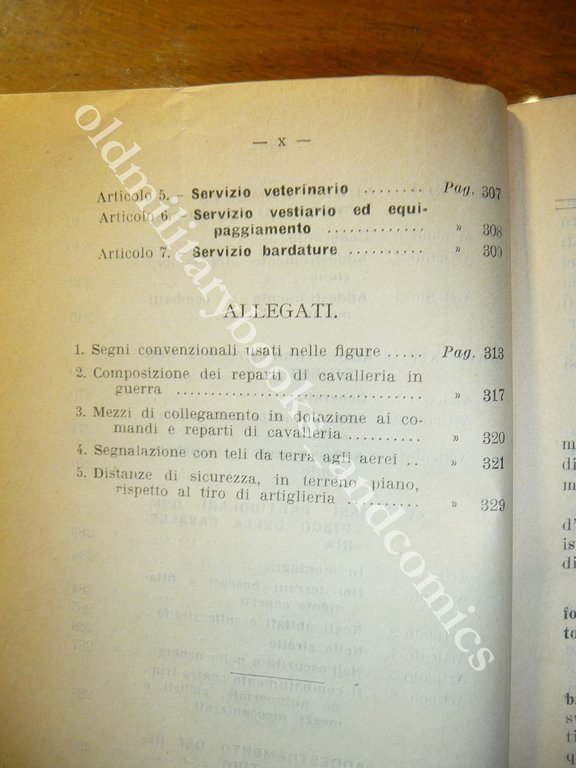 — x —
Articolo 5. - Servizio veterinario ........ Pag. 307
Articolo 6. - Servizio vestiario ed equi-
paggiamento ............. » 308
Articolo 7. - Servizio bardature .......... » 309
ALLEGATI.
1. Segni convenzionali usati nelle figure ..... Pag. 313
2. Composizione dei reparti di cavalleria in
guerra .......................... » 317
3. Mezzi di collegamento in dotazione ai co-
mandi e reparti di cavalleria.......... » 320
4. Segnalazione con teli da terra agli aerei .. » 321
5. Distanze di sicurezza, in terreno piano,
rispetto al tiro di artiglieria .......... » 329
oldmilitarybooks_andcomics